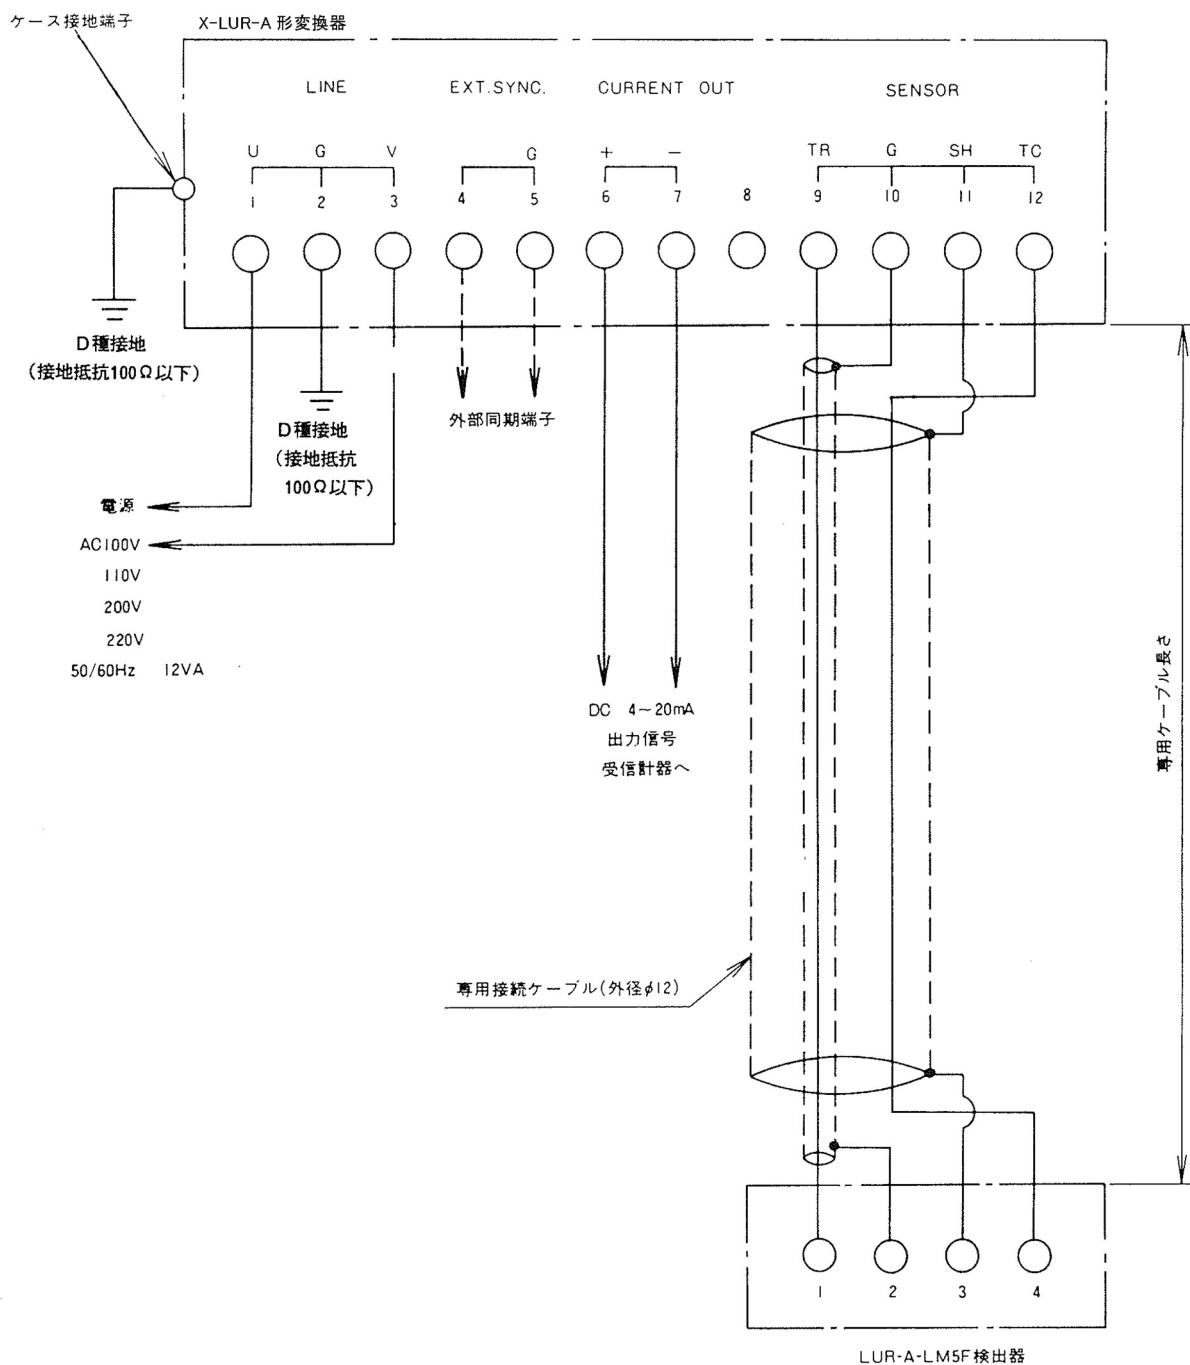 ケース接地端子
X-LUR-A 形変換器
LINE EXT.SYNC. CURRENT OUT SENSOR
U G V G + − TR G SH TC
1 2 3 4 5 6 7 8 9 10 11 12
D種接地
(接地抵抗100Ω以下)
外部同期端子
D種接地
(接地抵抗
100Ω以下)
電源
AC100V
110V
200V
220V
50/60Hz 12VA
DC 4~20mA
出力信号
受信計器へ
専用ケーブル長さ
専用接続ケーブル(外径φ12)
1 2 3 4
LUR-A-LM5F検出器